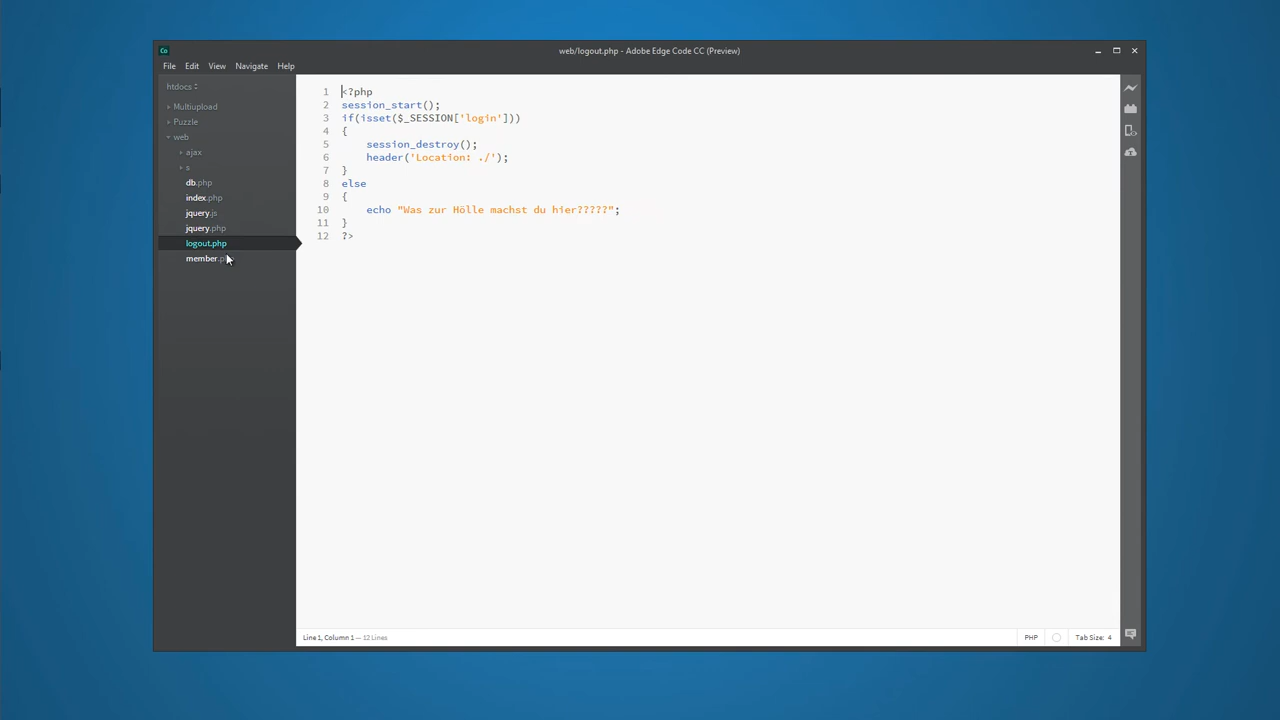 Co
web/logout.php - Adobe Edge Code CC (Preview)
File Edit View Navigate Help
htdocs
Multiupload
Puzzle
web
ajax
s
db.php
index.php
jquery.js
jquery.php
logout.php
member.p
1 <?php
2 session_start();
3 if(isset($_SESSION['login']))
4 {
5 session_destroy();
6 header('Location: ./');
7 }
8 else
9 {
10 echo "Was zur Hölle machst du hier?????";
11 }
12 ?>
Line 1, Column 1 — 12 Lines
PHP
Tab Size: 4